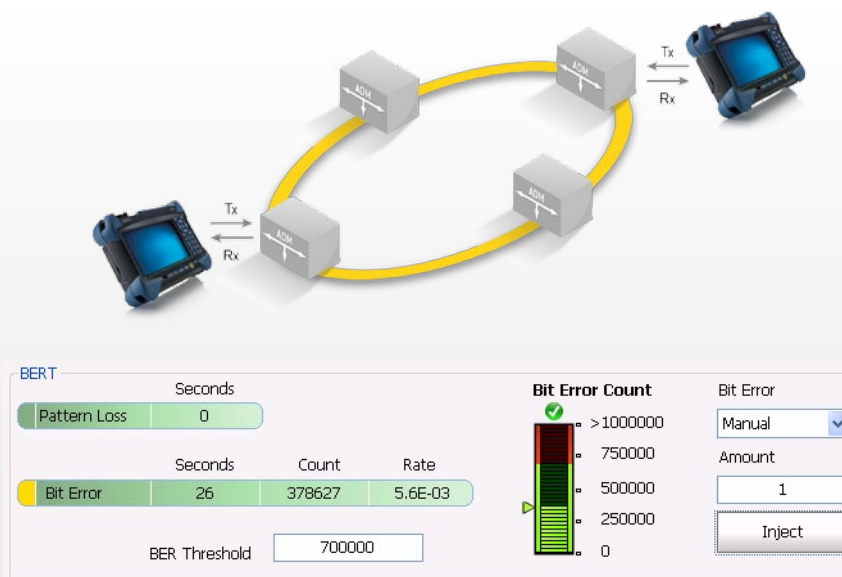 Tx
Rx
ADM
ADM
ADM
ADM
Tx
Rx
BERT
Seconds
Pattern Loss 0
Seconds Count Rate
Bit Error 26 378627 5.6E-03
BER Threshold 700000
Bit Error Count
>1000000
750000
500000
250000
0
Bit Error
Manual
Amount
1
Inject